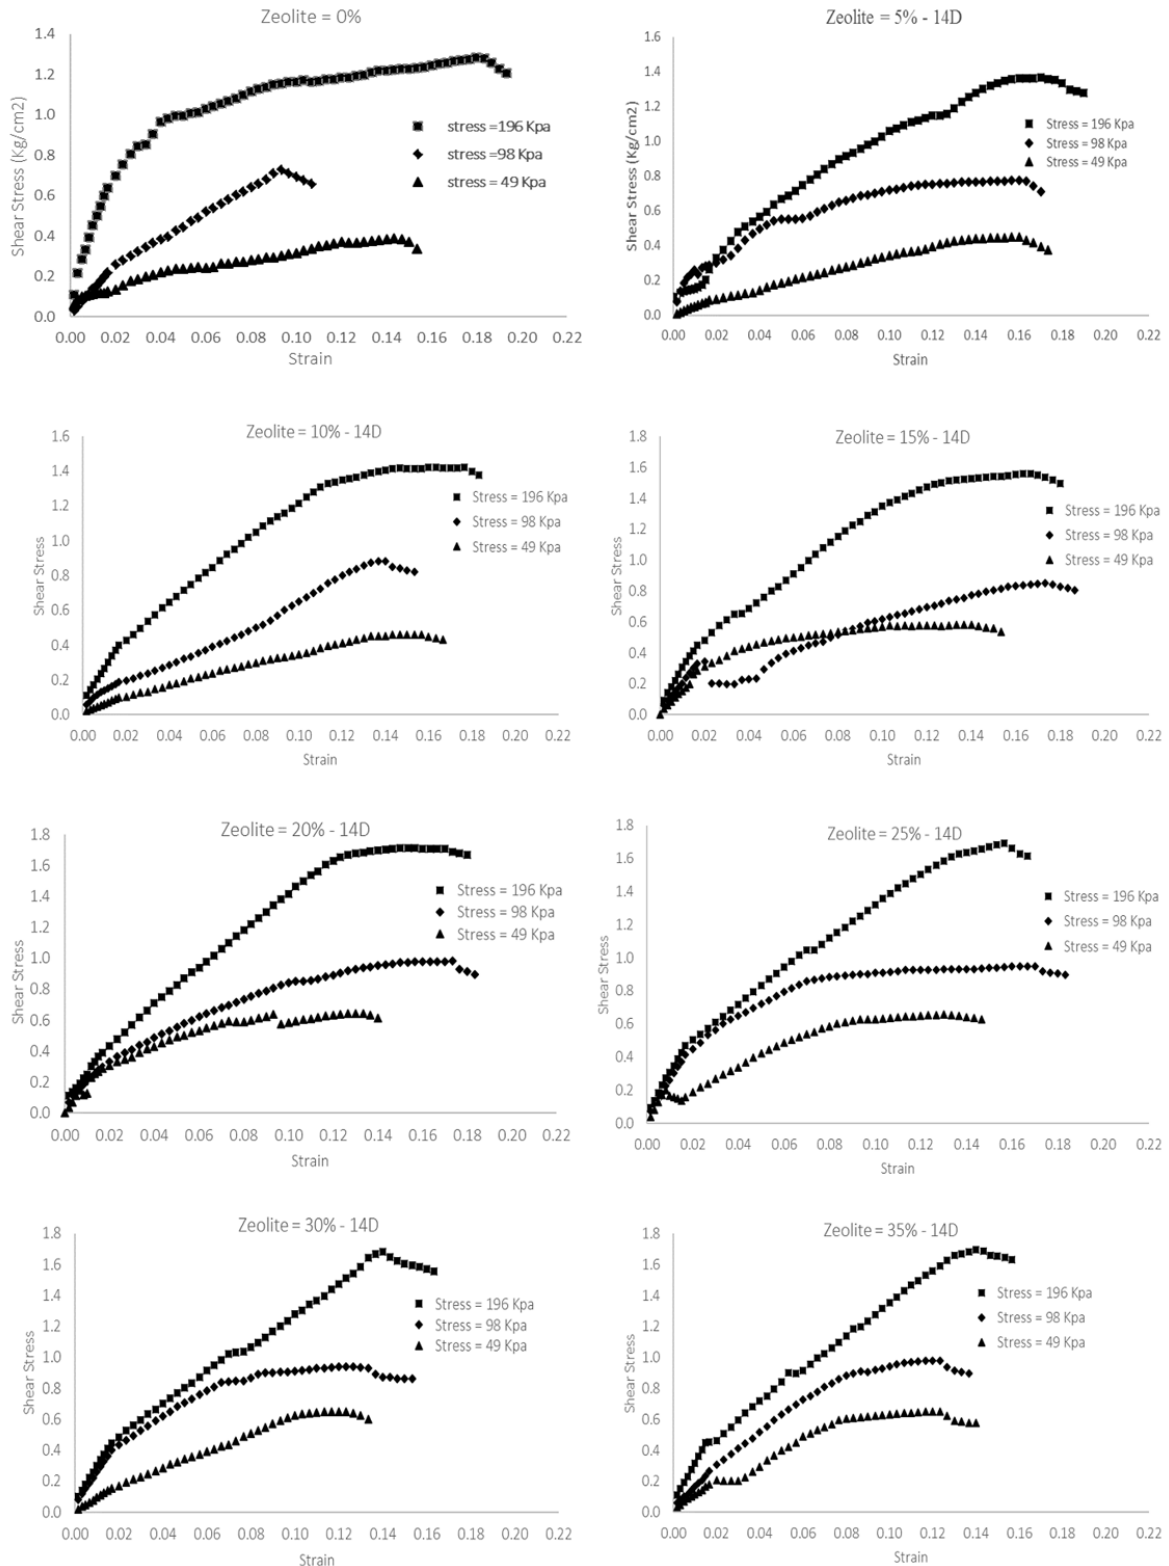 Zeolite = 0%
1.4
1.2
1.0
0.8
0.6
0.4
0.2
0.0
Shear Stress (Kg/cm2)
stress =196 Kpa
stress =98 Kpa
stress = 49 Kpa
0.00 0.02 0.04 0.06 0.08 0.10 0.12 0.14 0.16 0.18 0.20 0.22
Strain
Zeolite = 5% - 14D
1.6
1.4
1.2
1.0
0.8
0.6
0.4
0.2
0.0
Shear Stress (Kg/cm2)
Stress = 196 Kpa
Stress = 98 Kpa
Stress = 49 Kpa
0.00 0.02 0.04 0.06 0.08 0.10 0.12 0.14 0.16 0.18 0.20 0.22
Strain
Zeolite = 10% - 14D
1.6
1.4
1.2
1.0
0.8
0.6
0.4
0.2
0.0
Shear Stress
Stress = 196 Kpa
Stress = 98 Kpa
Stress = 49 Kpa
0.00 0.02 0.04 0.06 0.08 0.10 0.12 0.14 0.16 0.18 0.20 0.22
Strain
Zeolite = 15% - 14D
1.8
1.6
1.4
1.2
1.0
0.8
0.6
0.4
0.2
0.0
Shear Stress
Stress = 196 Kpa
Stress = 98 Kpa
Stress = 49 Kpa
0.00 0.02 0.04 0.06 0.08 0.10 0.12 0.14 0.16 0.18 0.20 0.22
Strain
Zeolite = 20% - 14D
1.8
1.6
1.4
1.2
1.0
0.8
0.6
0.4
0.2
0.0
Shear Stress
Stress = 196 Kpa
Stress = 98 Kpa
Stress = 49 Kpa
0.00 0.02 0.04 0.06 0.08 0.10 0.12 0.14 0.16 0.18 0.20 0.22
Strain
Zeolite = 25% - 14D
1.8
1.6
1.4
1.2
1.0
0.8
0.6
0.4
0.2
0.0
Shear Stress
Stress = 196 Kpa
Stress = 98 Kpa
Stress = 49 Kpa
0.00 0.02 0.04 0.06 0.08 0.10 0.12 0.14 0.16 0.18 0.20 0.22
Strain
Zeolite = 30% - 14D
1.8
1.6
1.4
1.2
1.0
0.8
0.6
0.4
0.2
0.0
Shear Stress
Stress = 196 Kpa
Stress = 98 Kpa
Stress = 49 Kpa
0.00 0.02 0.04 0.06 0.08 0.10 0.12 0.14 0.16 0.18 0.20 0.22
Strain
Zeolite = 35% - 14D
1.8
1.6
1.4
1.2
1.0
0.8
0.6
0.4
0.2
0.0
Shear Stress
Stress = 196 Kpa
Stress = 98 Kpa
Stress = 49 Kpa
0.00 0.02 0.04 0.06 0.08 0.10 0.12 0.14 0.16 0.18 0.20 0.22
Strain